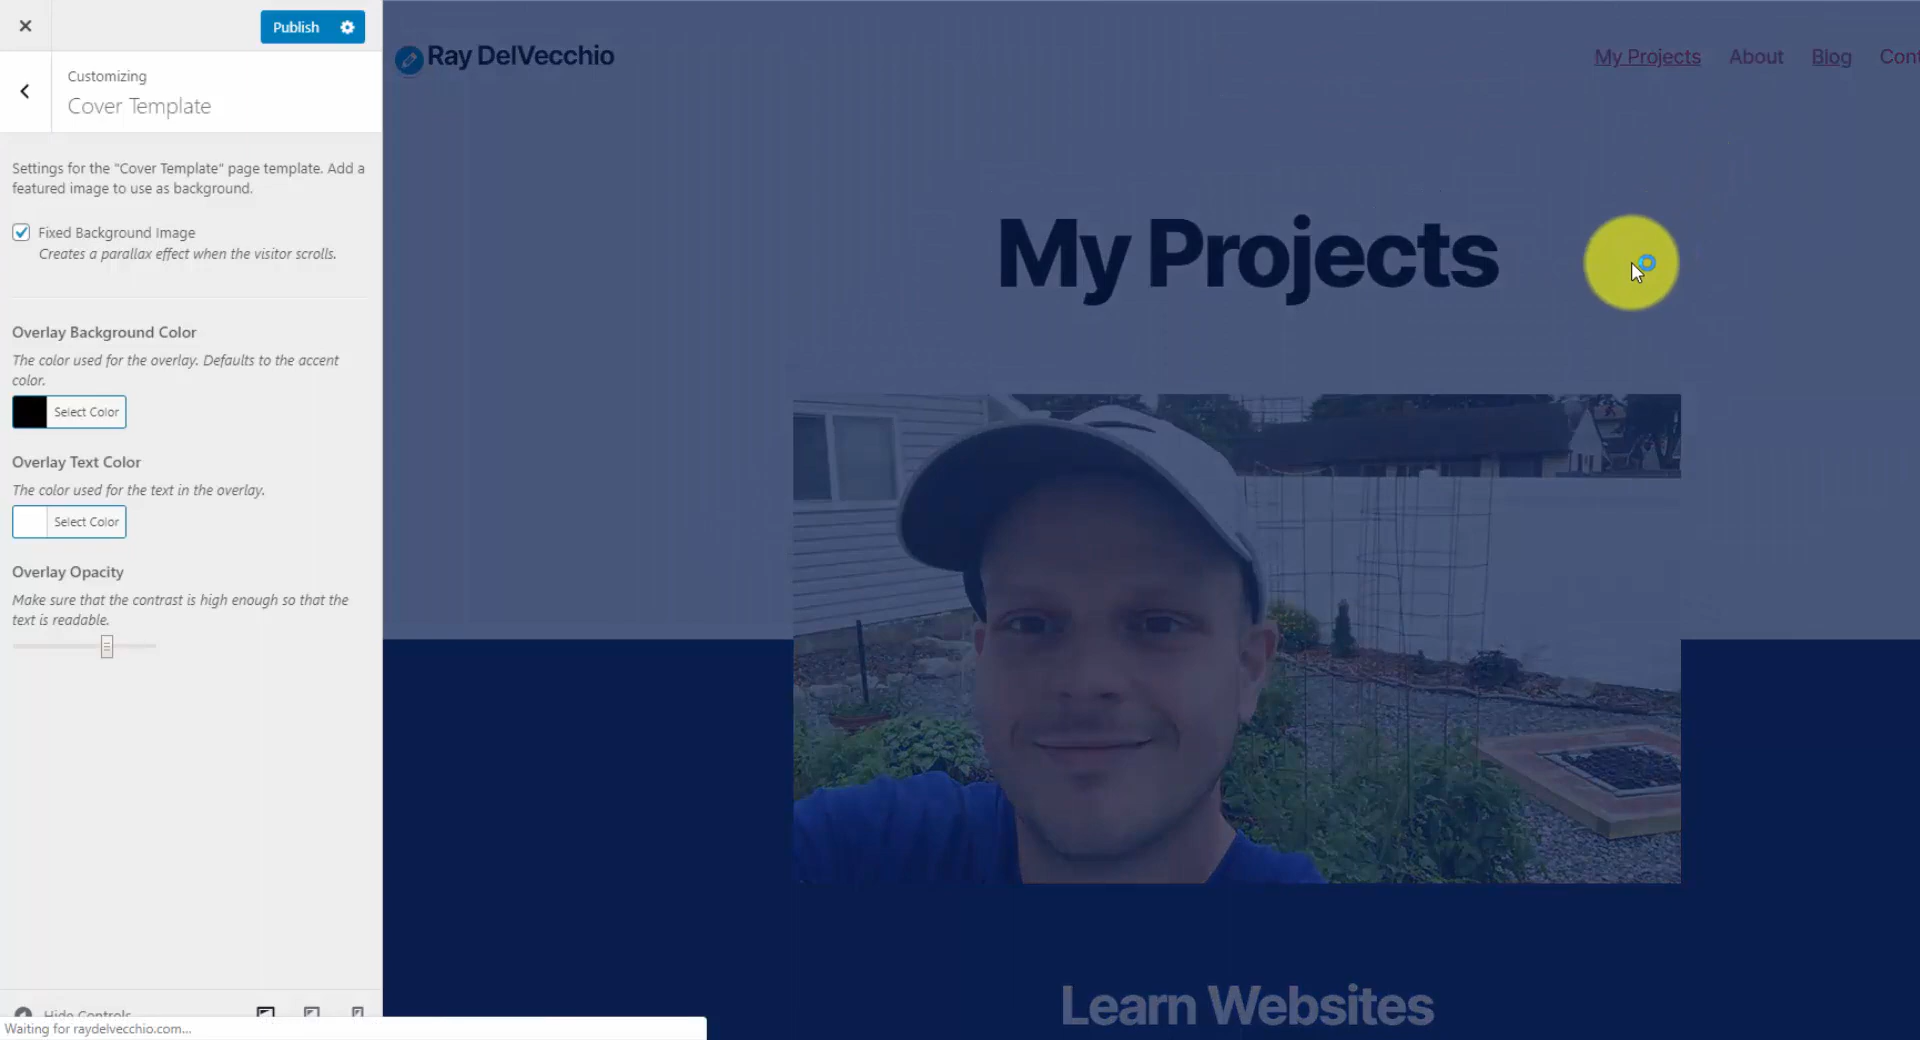 Publish
Customizing
Cover Template
Settings for the "Cover Template" page template. Add a
featured image to use as background.
Fixed Background Image
Creates a parallax effect when the visitor scrolls.
Overlay Background Color
The color used for the overlay. Defaults to the accent
color.
Select Color
Overlay Text Color
The color used for the text in the overlay.
Select Color
Overlay Opacity
Make sure that the contrast is high enough so that the
text is readable.
Hide Controls
Waiting for raydelvecchio.com...
Ray DelVecchio
My Projects About Blog Cont
My Projects
Learn Websites